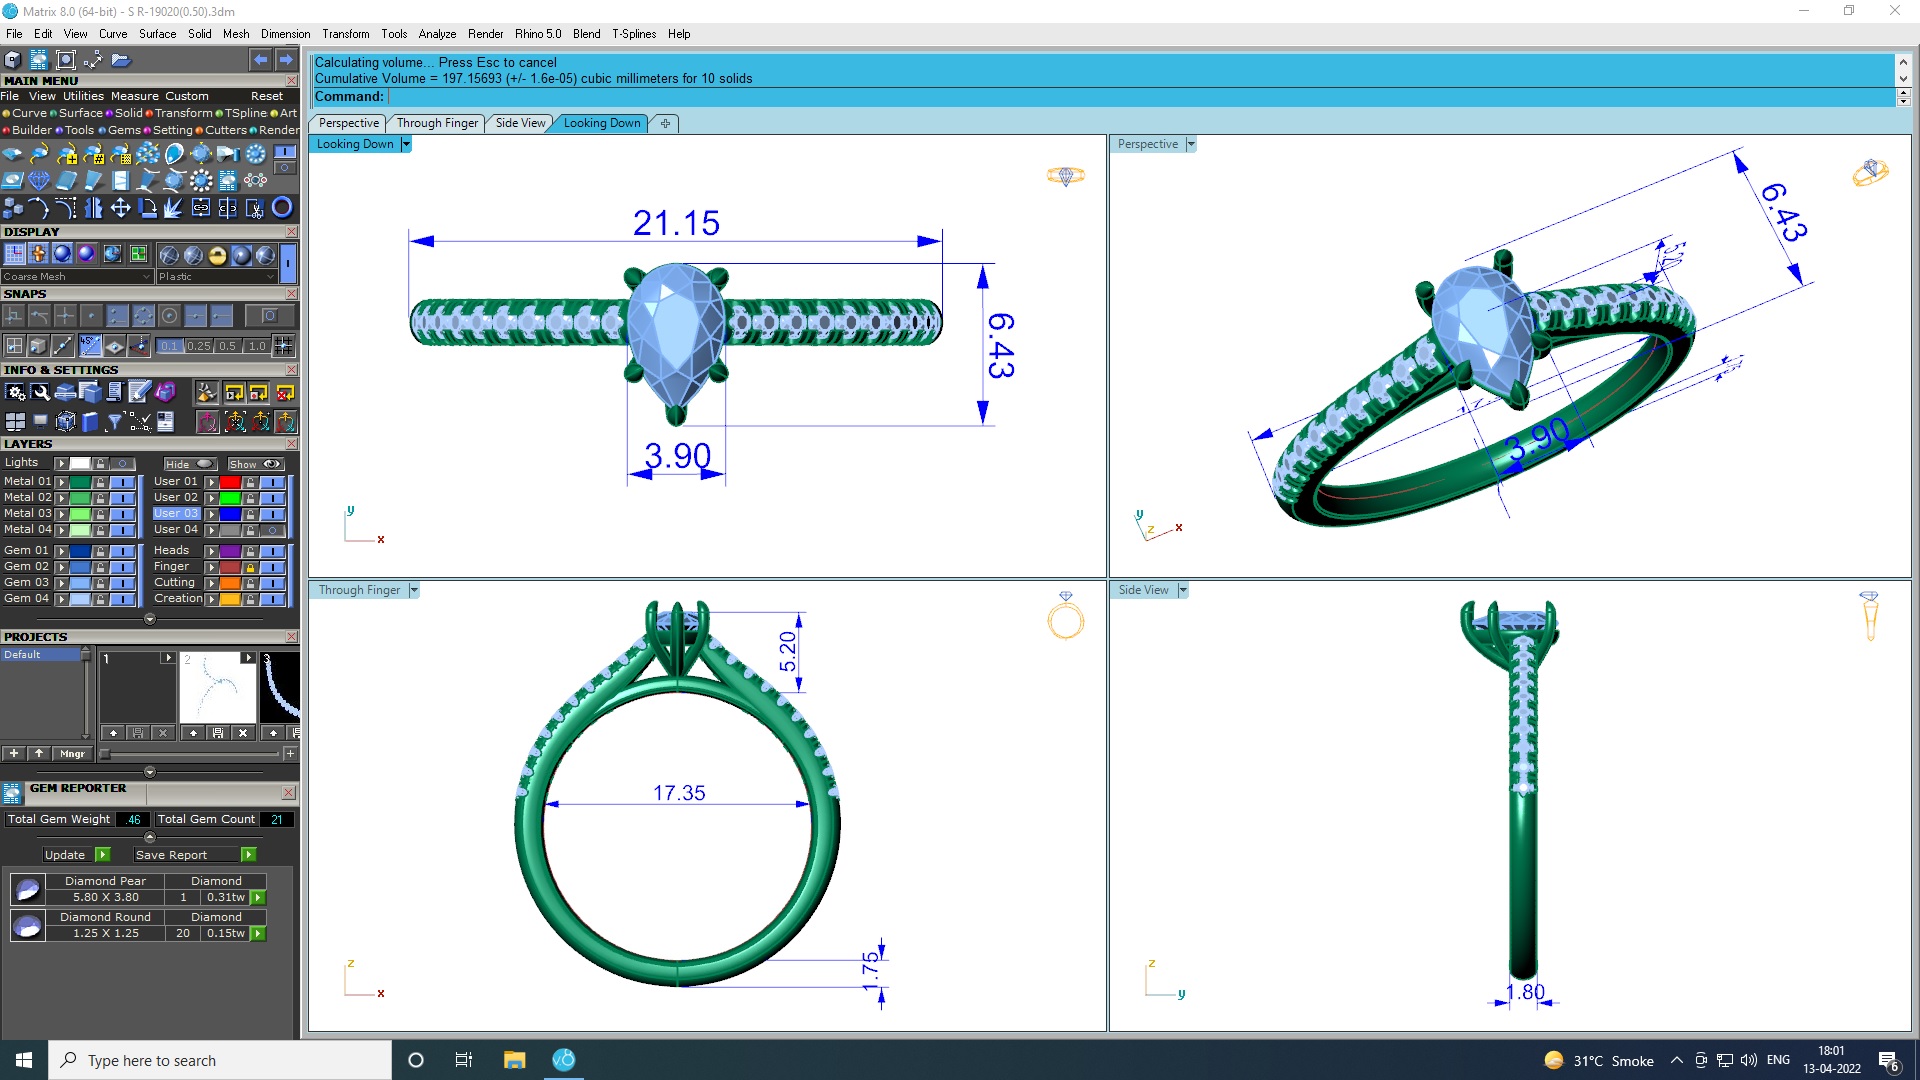 Matrix 8.0 (64-bit) - S R-19020(0.50).3dm
File Edit View Curve Surface Solid Mesh Dimension Transform Tools Analyze Render Rhino 5.0 Blend T-Splines Help
Calculating volume... Press Esc to cancel
Cumulative Volume = 197.15693 (+/- 1.6e-05) cubic millimeters for 10 solids
Command:
MAIN MENU
File View Utilities Measure Custom Reset
Curve Surface Solid Transform TSpline Art
Builder Tools Gems Setting Cutters Render
DISPLAY
Coarse Mesh Plastic
SNAPS
45°
0.1 0.25 0.5 1.0
INFO & SETTINGS
LAYERS
Lights Hide Show
Metal 01 User 01
Metal 02 User 02
Metal 03 User 03
Metal 04 User 04
Gem 01 Heads
Gem 02 Finger
Gem 03 Cutting
Gem 04 Creation
PROJECTS
Default
1 2 3
Mngr
GEM REPORTER
Total Gem Weight .46 Total Gem Count 21
Update Save Report
Diamond Pear Diamond
5.80 X 3.80 1 0.31tw
Diamond Round Diamond
1.25 X 1.25 20 0.15tw
Perspective Through Finger Side View Looking Down
Looking Down
21.15
6.43
3.90
y
x
Perspective
6.43
3.90
y
z
x
Through Finger
5.20
17.35
1.75
z
x
Side View
1.80
z
y
Type here to search
31°C Smoke
ENG
18:01
13-04-2022
6